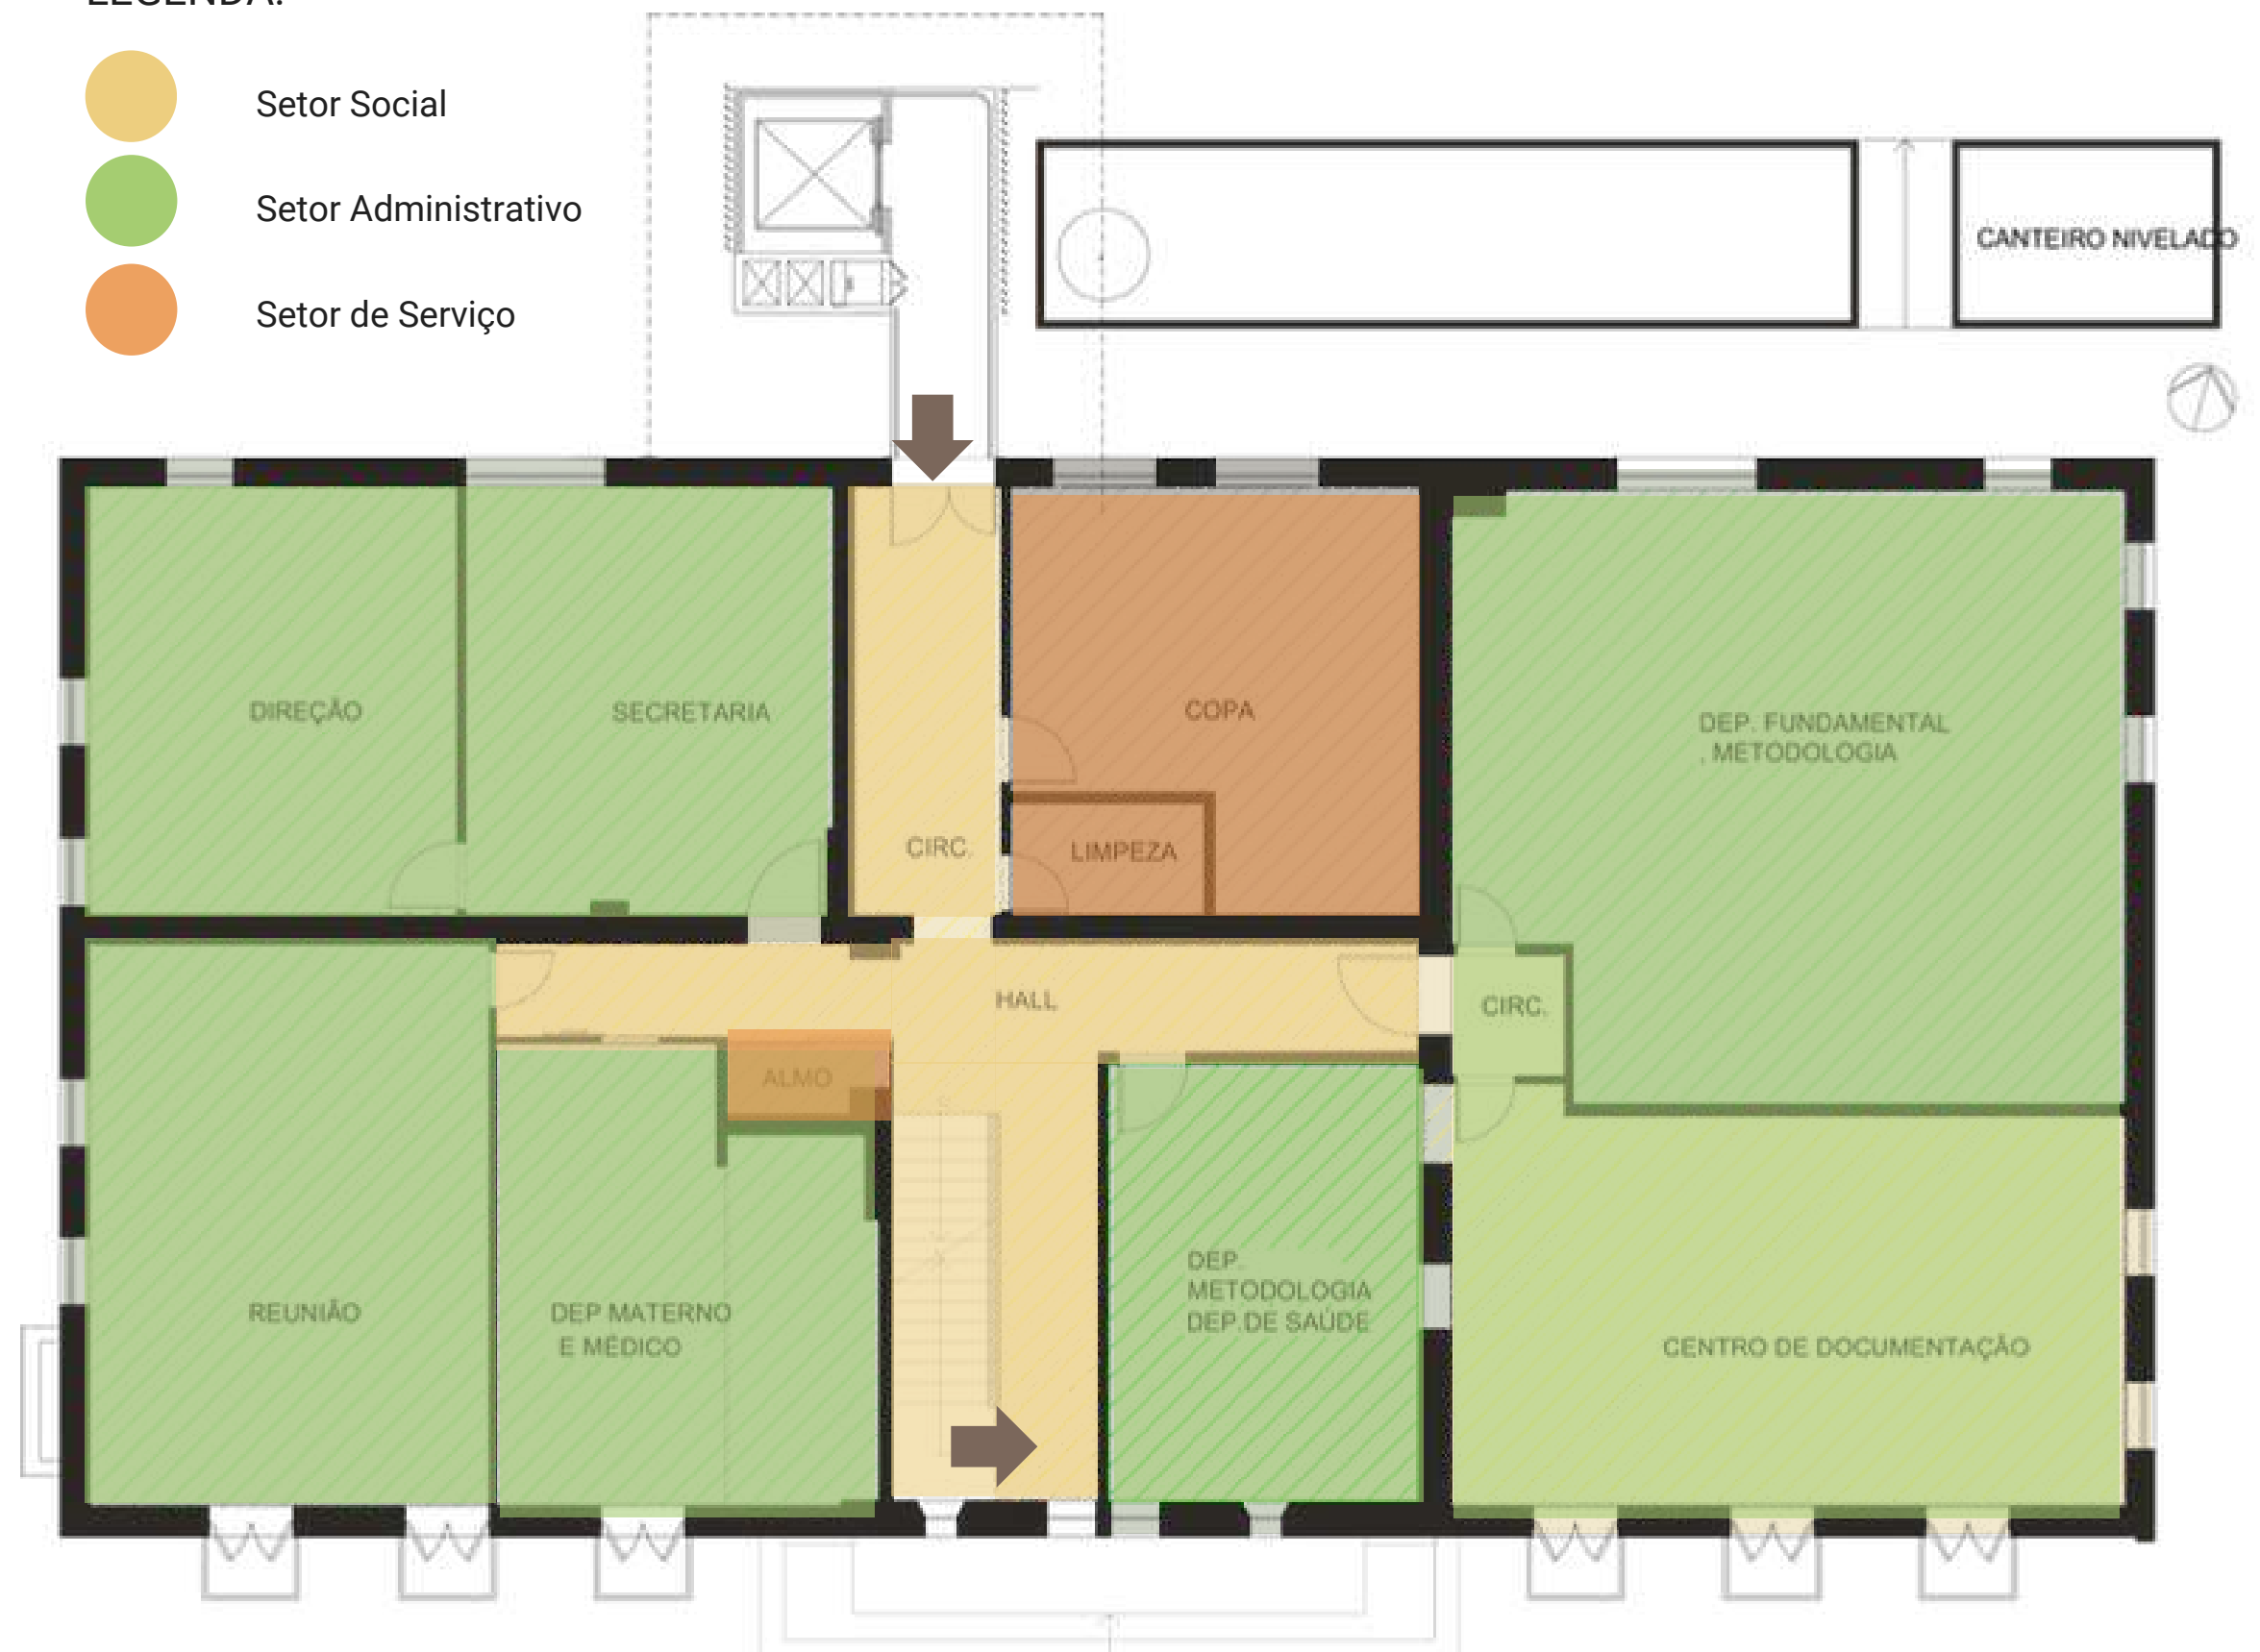 LEGENDA:
Setor Social
Setor Administrativo
Setor de Serviço
CANTEIRO NIVELADO
DIREÇÃO
SECRETARIA
COPA
DEP. FUNDAMENTAL
. METODOLOGIA
CIRC.
LIMPEZA
HALL
CIRC.
ALMO
DEP.
METODOLOGIA
DEP.DE SAÚDE
REUNIÃO
DEP MATERNO
E MÉDICO
CENTRO DE DOCUMENTAÇÃO